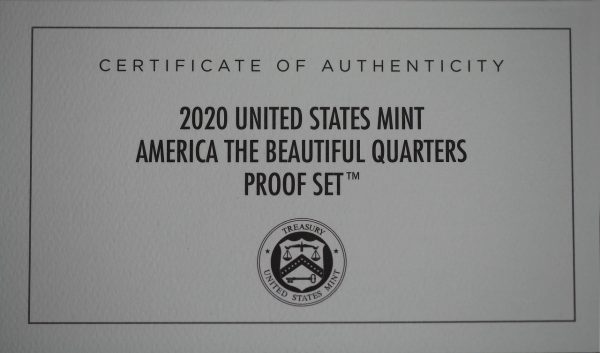 CERTIFICATE OF AUTHENTICITY
2020 UNITED STATES MINT
AMERICA THE BEAUTIFUL QUARTERS
PROOF SET™
TREASURY
UNITED STATES MINT